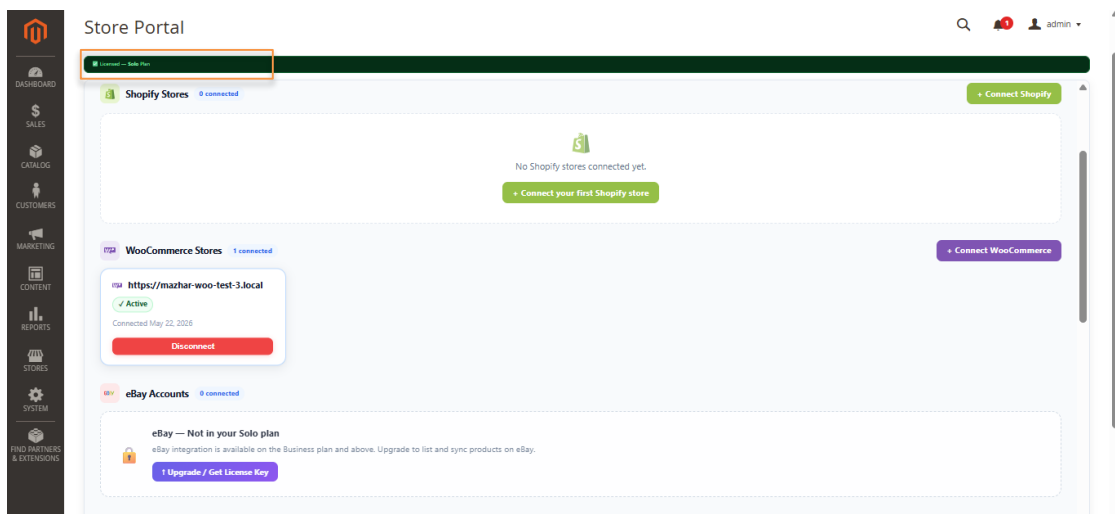 Store Portal
1
admin
Licensed — Solo Plan
DASHBOARD
$
SALES
CATALOG
CUSTOMERS
MARKETING
CONTENT
REPORTS
STORES
SYSTEM
FIND PARTNERS
& EXTENSIONS
Shopify Stores 0 connected
+ Connect Shopify
No Shopify stores connected yet.
+ Connect your first Shopify store
WooCommerce Stores 1 connected
+ Connect WooCommerce
https://mazhar-woo-test-3.local
✓ Active
Connected May 22, 2026
Disconnect
eBay Accounts 0 connected
eBay — Not in your Solo plan
eBay integration is available on the Business plan and above. Upgrade to list and sync products on eBay.
↑ Upgrade / Get License Key